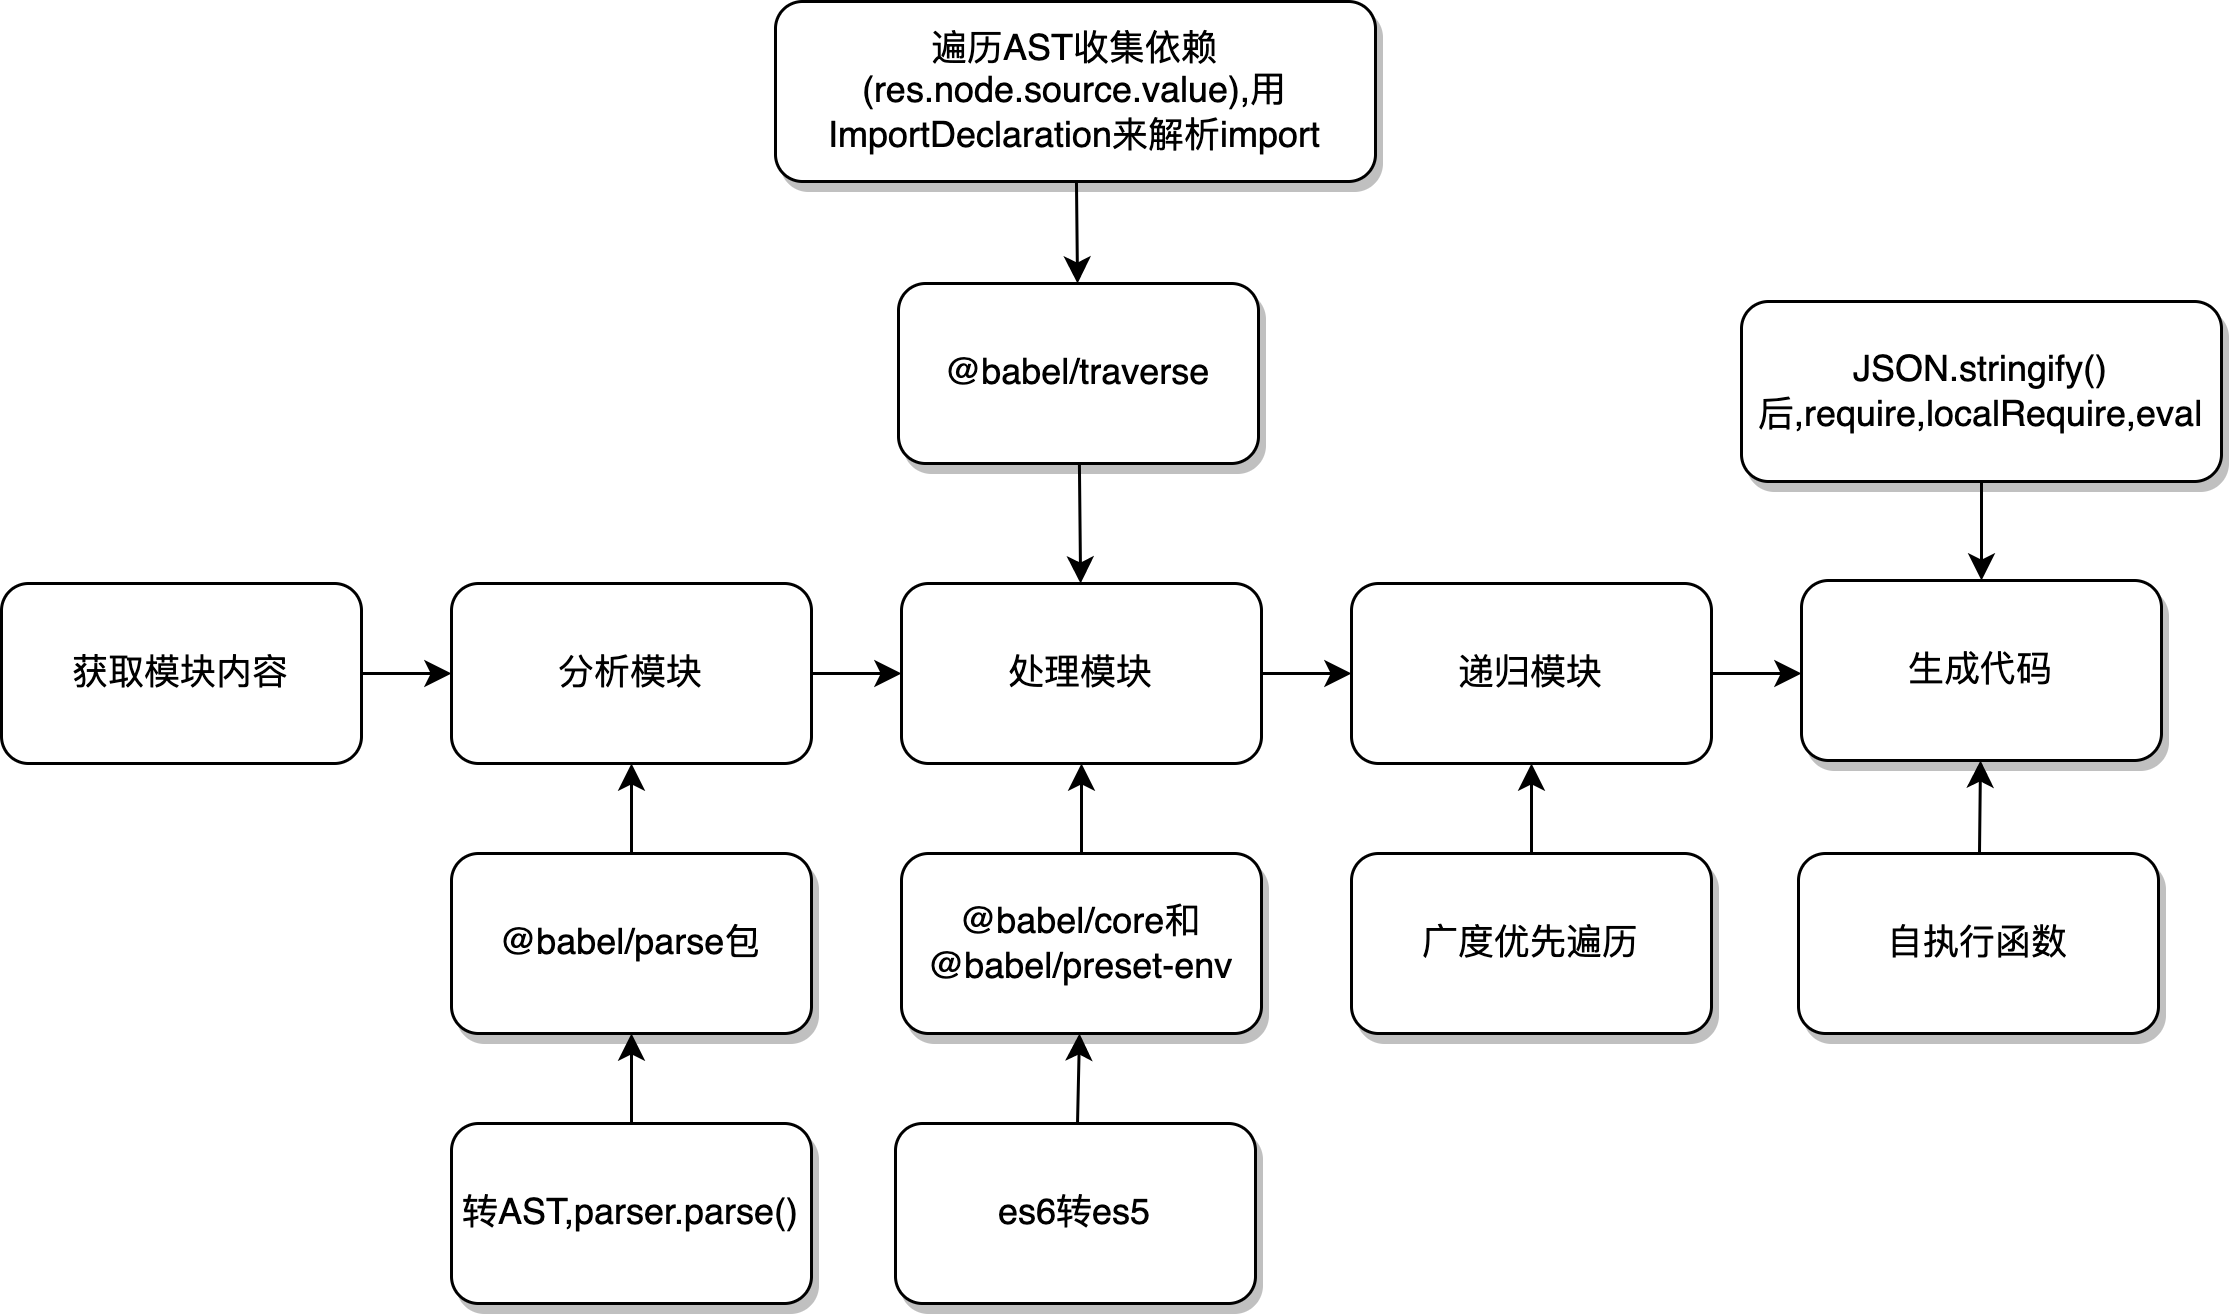 遍历AST收集依赖
(res.node.source.value),用
ImportDeclaration来解析import
@babel/traverse
JSON.stringify()
后,require,localRequire,eval
获取模块内容
分析模块
处理模块
递归模块
生成代码
@babel/parse包
@babel/core和
@babel/preset-env
广度优先遍历
自执行函数
转AST,parser.parse()
es6转es5